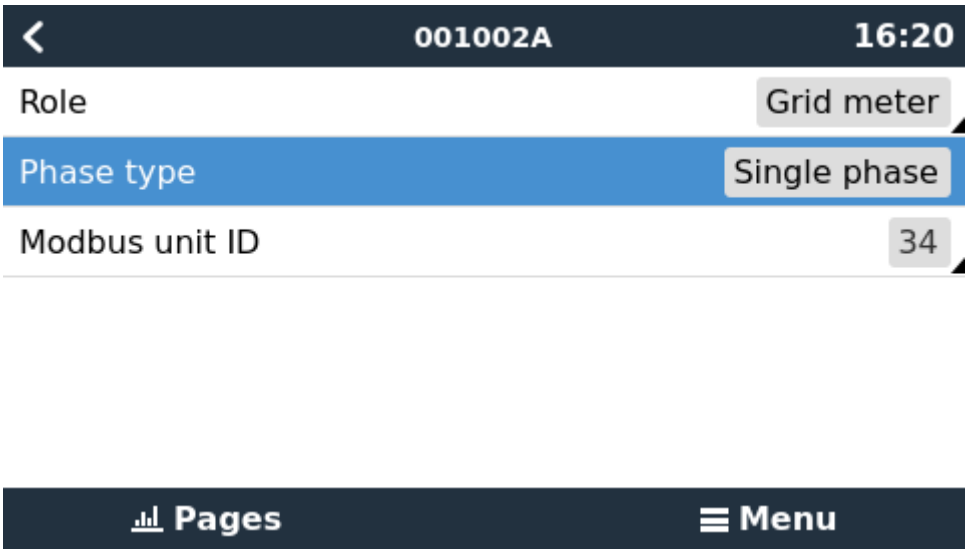 001002A 16:20
Role Grid meter
Phase type Single phase
Modbus unit ID 34
Pages Menu